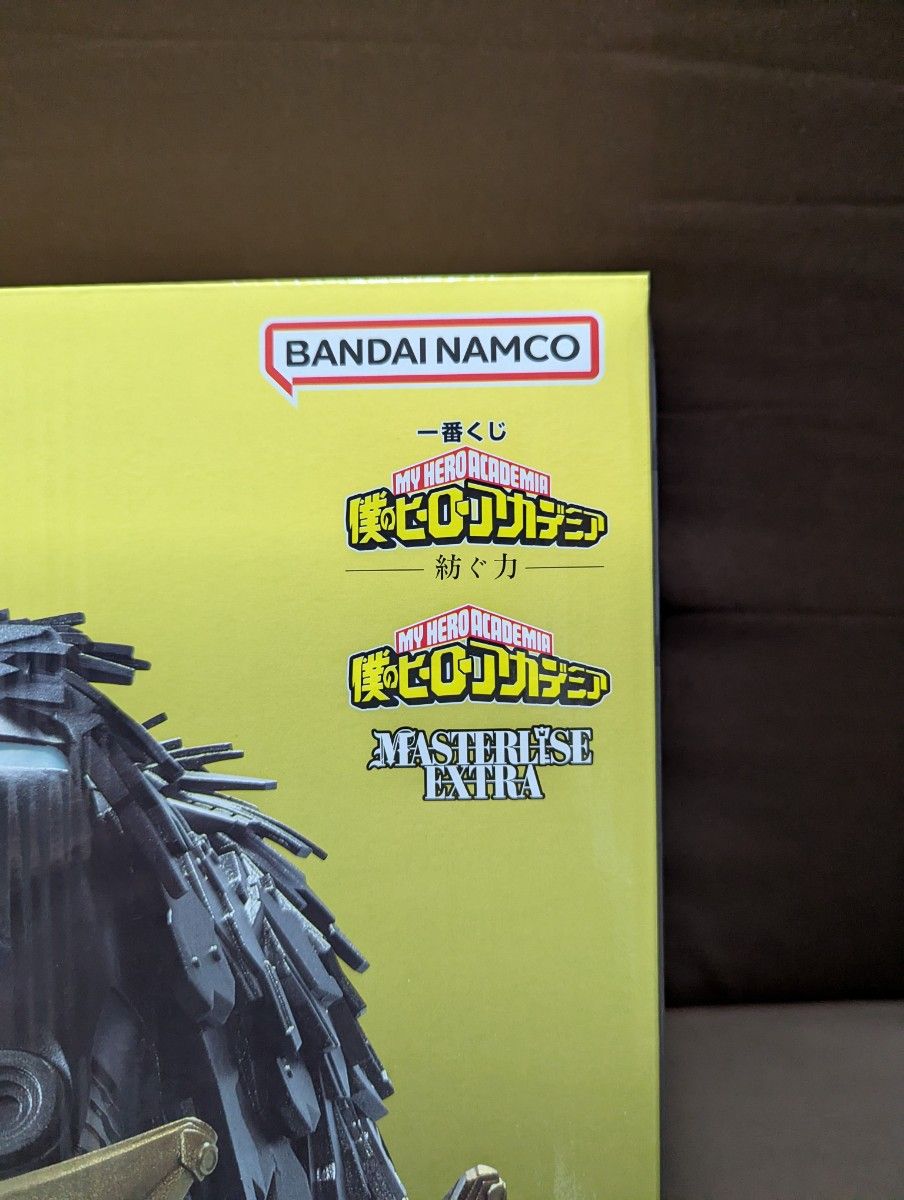 BANDAI NAMCO
一番くじ
MY HERO ACADEMIA
僕のヒーローアカデミア
紡ぐ力
MY HERO ACADEMIA
僕のヒーローアカデミア
MASTERLISE
EXTRA